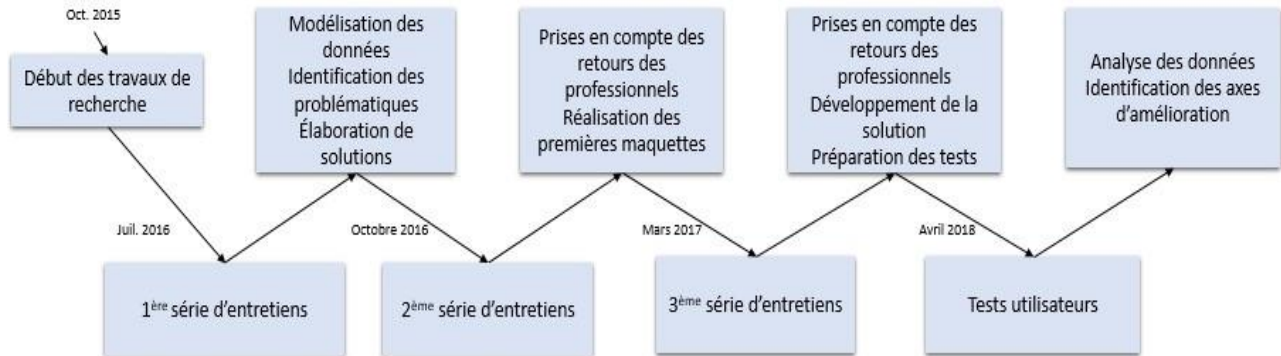 Oct. 2015
Début des travaux de
recherche
Juil. 2016
1ère série d'entretiens
Modélisation des
données
Identification des
problématiques
Élaboration de
solutions
Octobre 2016
2ème série d'entretiens
Prises en compte des
retours des
professionnels
Réalisation des
premières maquettes
Mars 2017
3ème série d'entretiens
Prises en compte des
retours des
professionnels
Développement de la
solution
Préparation des tests
Avril 2018
Tests utilisateurs
Analyse des données
Identification des axes
d'amélioration